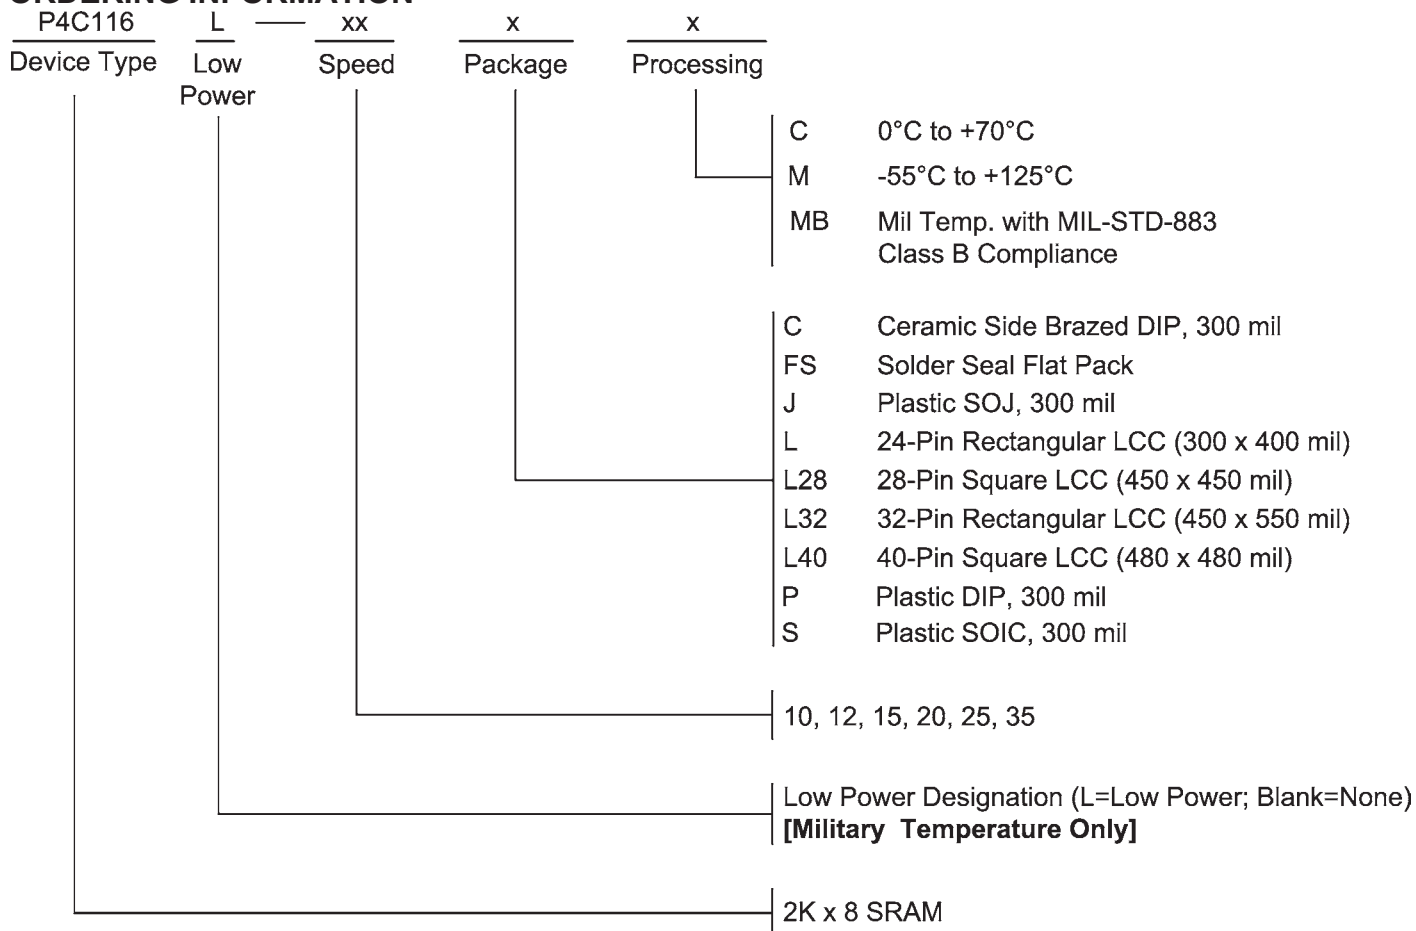 ORDERING INFORMATION
P4C116 L — xx x x
Device Type Low Power Speed Package Processing
C 0°C to +70°C
M -55°C to +125°C
MB Mil Temp. with MIL-STD-883
Class B Compliance
C Ceramic Side Brazed DIP, 300 mil
FS Solder Seal Flat Pack
J Plastic SOJ, 300 mil
L 24-Pin Rectangular LCC (300 x 400 mil)
L28 28-Pin Square LCC (450 x 450 mil)
L32 32-Pin Rectangular LCC (450 x 550 mil)
L40 40-Pin Square LCC (480 x 480 mil)
P Plastic DIP, 300 mil
S Plastic SOIC, 300 mil
10, 12, 15, 20, 25, 35
Low Power Designation (L=Low Power; Blank=None)
[Military Temperature Only]
2K x 8 SRAM